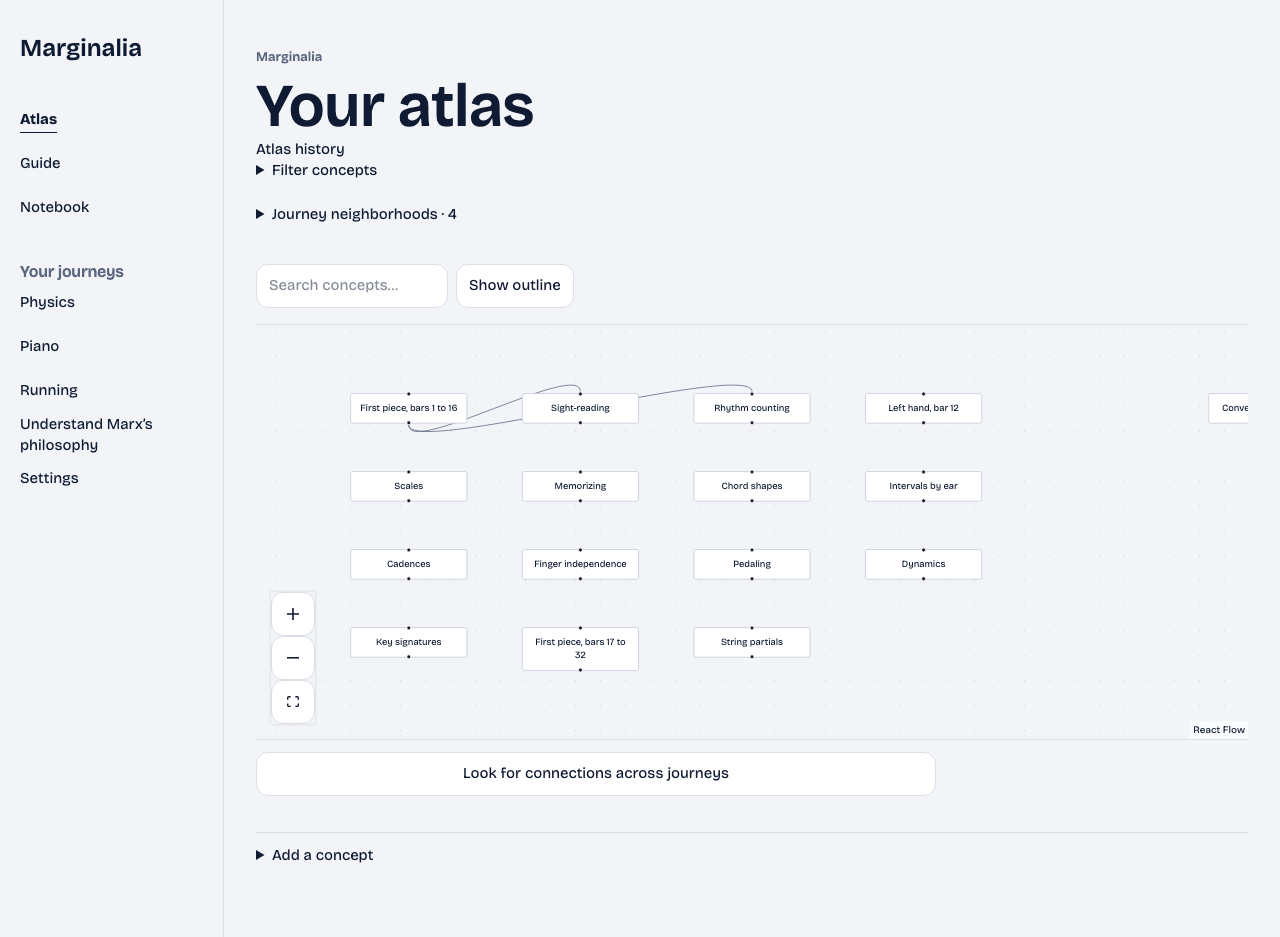 Marginalia
Atlas
Guide
Notebook
Your journeys
Physics
Piano
Running
Understand Marx's
philosophy
Settings
Marginalia
Your atlas
Atlas history
Filter concepts
Journey neighborhoods · 4
Search concepts...
Show outline
First piece, bars 1 to 16
Sight-reading
Rhythm counting
Left hand, bar 12
Conve
Scales
Memorizing
Chord shapes
Intervals by ear
Cadences
Finger independence
Pedaling
Dynamics
Key signatures
First piece, bars 17 to
32
String partials
React Flow
Look for connections across journeys
Add a concept